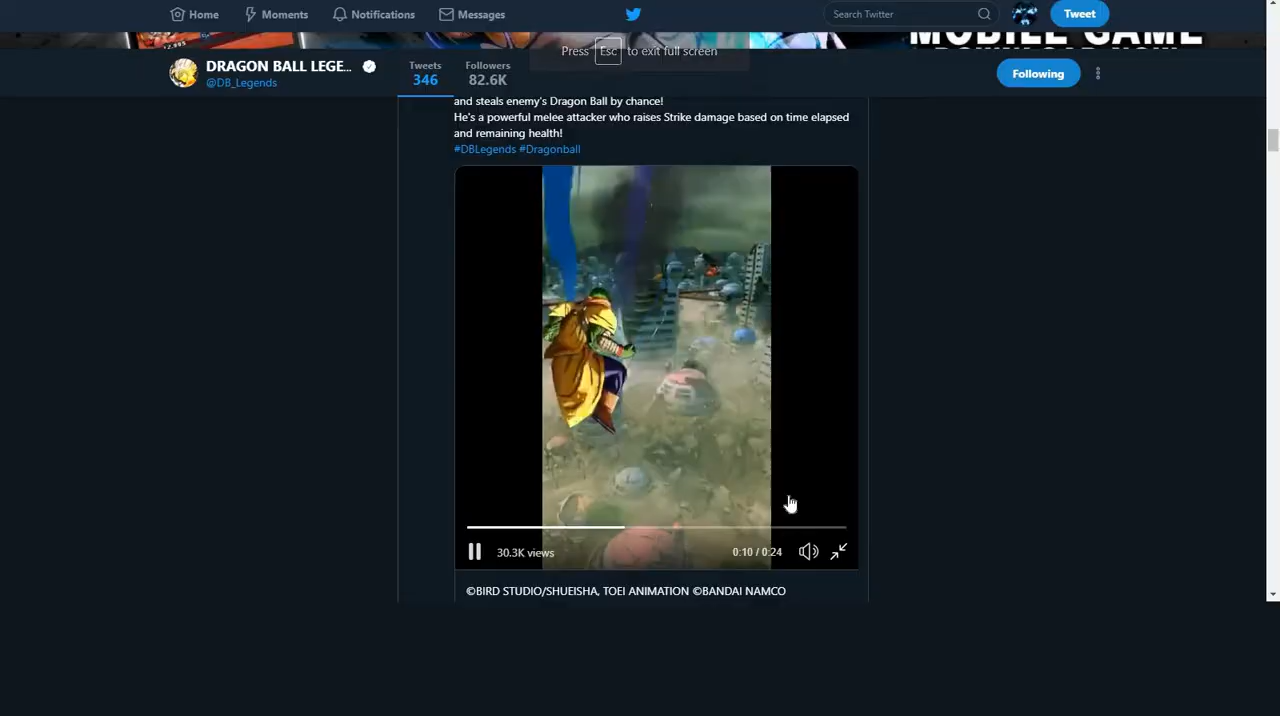 Home Moments Notifications Messages Search Twitter Tweet
MOBILE GAME
DOWNLOAD NOW
Press Esc to exit full screen
DRAGON BALL LEGE...
@DB_Legends
Tweets
346
Followers
82.6K
Following
and steals enemy's Dragon Ball by chance!
He's a powerful melee attacker who raises Strike damage based on time elapsed
and remaining health!
#DBLegends #Dragonball
30.3K views 0:10 / 0:24
©BIRD STUDIO/SHUEISHA, TOEI ANIMATION ©BANDAI NAMCO